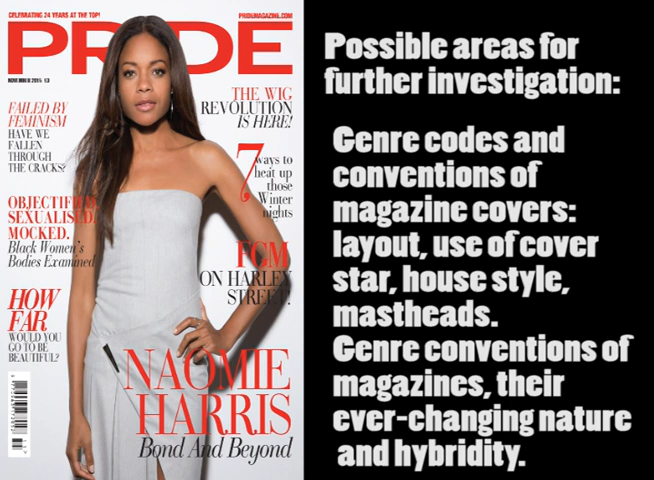 CELEBRATING 24 YEARS AT THE TOP!
PRIDEMAGAZINE.COM
PRIDE
NOVEMBER 2015 £3
FAILED BY
FEMINISM
HAVE WE
FALLEN
THROUGH
THE CRACKS?
OBJECTIFIED.
SEXUALISED.
MOCKED.
Black Women's
Bodies Examined
HOW
FAR
WOULD YOU
GO TO BE
BEAUTIFUL?
THE WIG
REVOLUTION
IS HERE!
7 ways to
heat up
those
Winter
nights
FGM
ON HARLEY
STREET!
NAOMIE
HARRIS
Bond And Beyond
Possible areas for
further investigation:
Genre codes and
conventions of
magazine covers:
layout, use of cover
star, house style,
mastheads.
Genre conventions of
magazines, their
ever-changing nature
and hybridity.